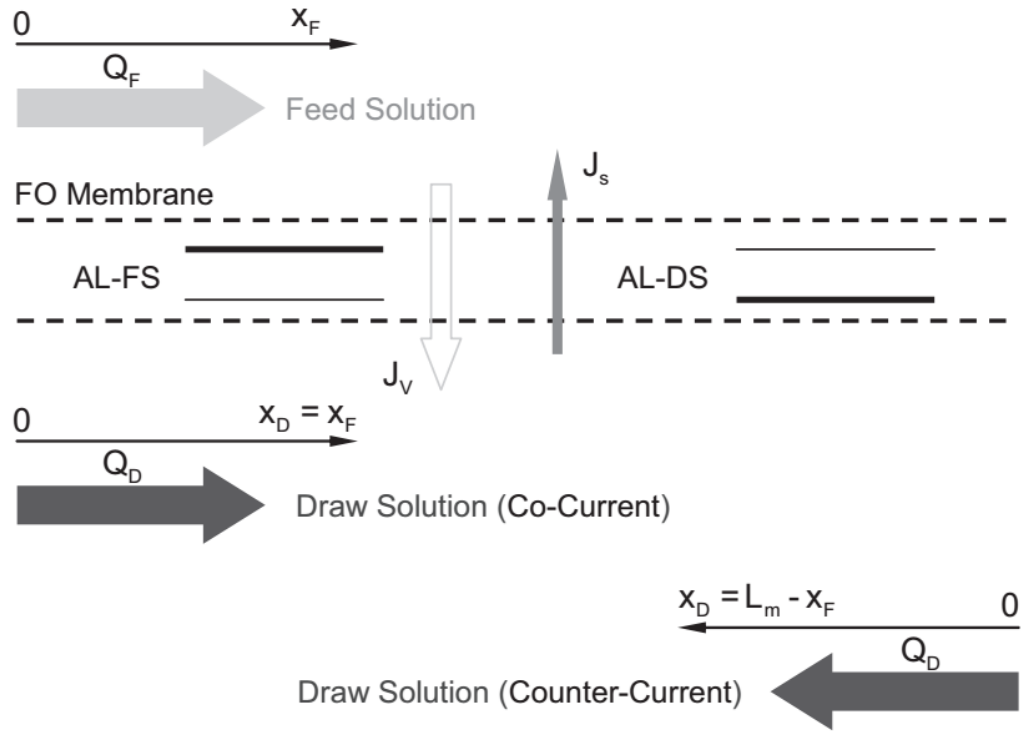 0 x_F
Q_F
Feed Solution
J_s
FO Membrane
AL-FS AL-DS
J_V
0 x_D = x_F
Q_D
Draw Solution (Co-Current)
x_D = L_m - x_F 0
Q_D
Draw Solution (Counter-Current)